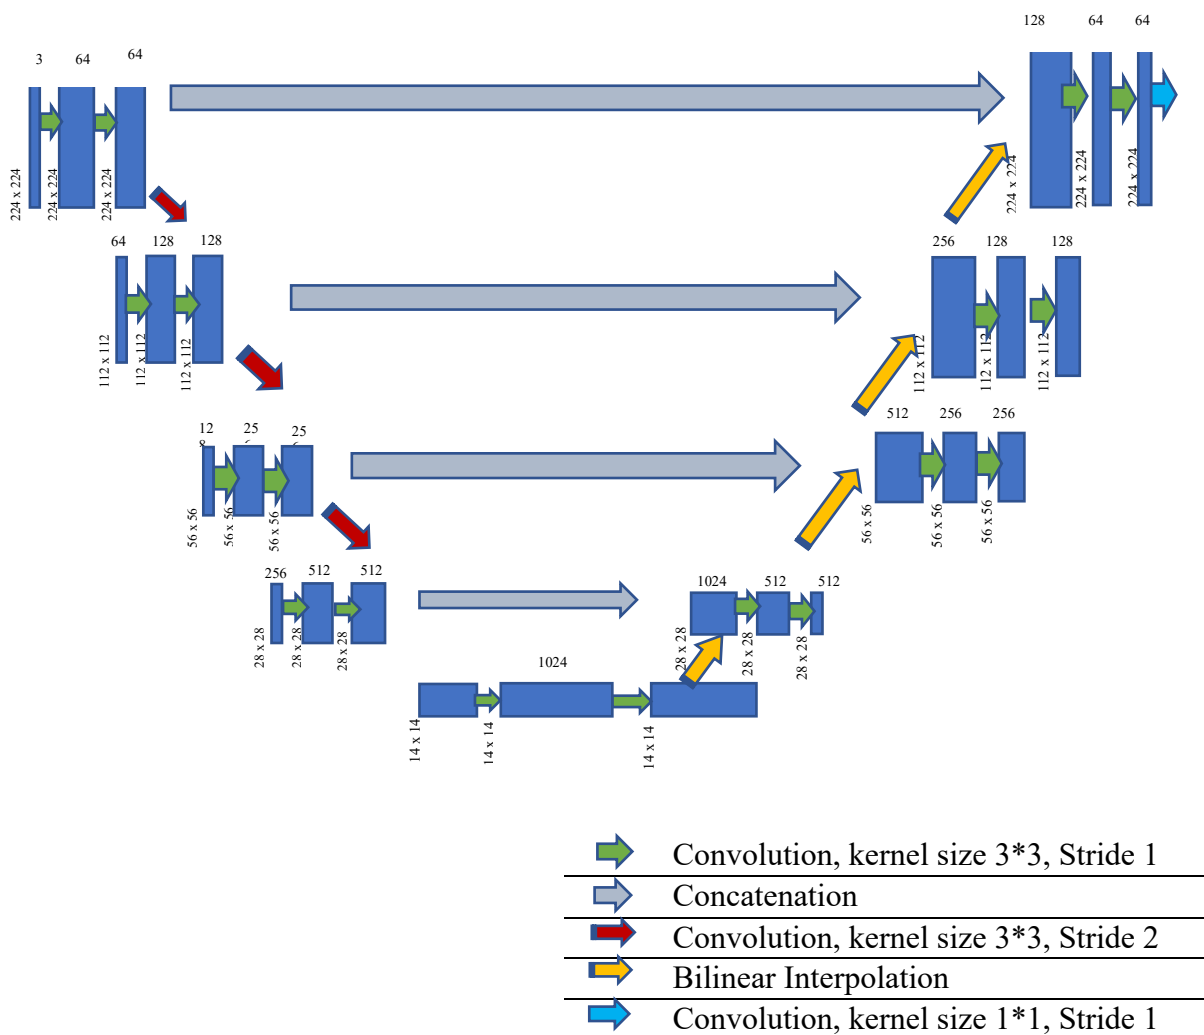 3 64 64
128 64 64
224 x 224 224 x 224 224 x 224
224 x 224 224 x 224 224 x 224
64 128 128
256 128 128
112 x 112 112 x 112 112 x 112
112 x 112 112 x 112 112 x 112
12 25 25
512 256 256
56 x 56 56 x 56 56 x 56
56 x 56 56 x 56 56 x 56
256 512 512
1024 512 512
28 x 28 28 x 28 28 x 28
28 x 28 28 x 28 28 x 28
1024
14 x 14 14 x 14 14 x 14
Convolution, kernel size 3*3, Stride 1
Concatenation
Convolution, kernel size 3*3, Stride 2
Bilinear Interpolation
Convolution, kernel size 1*1, Stride 1